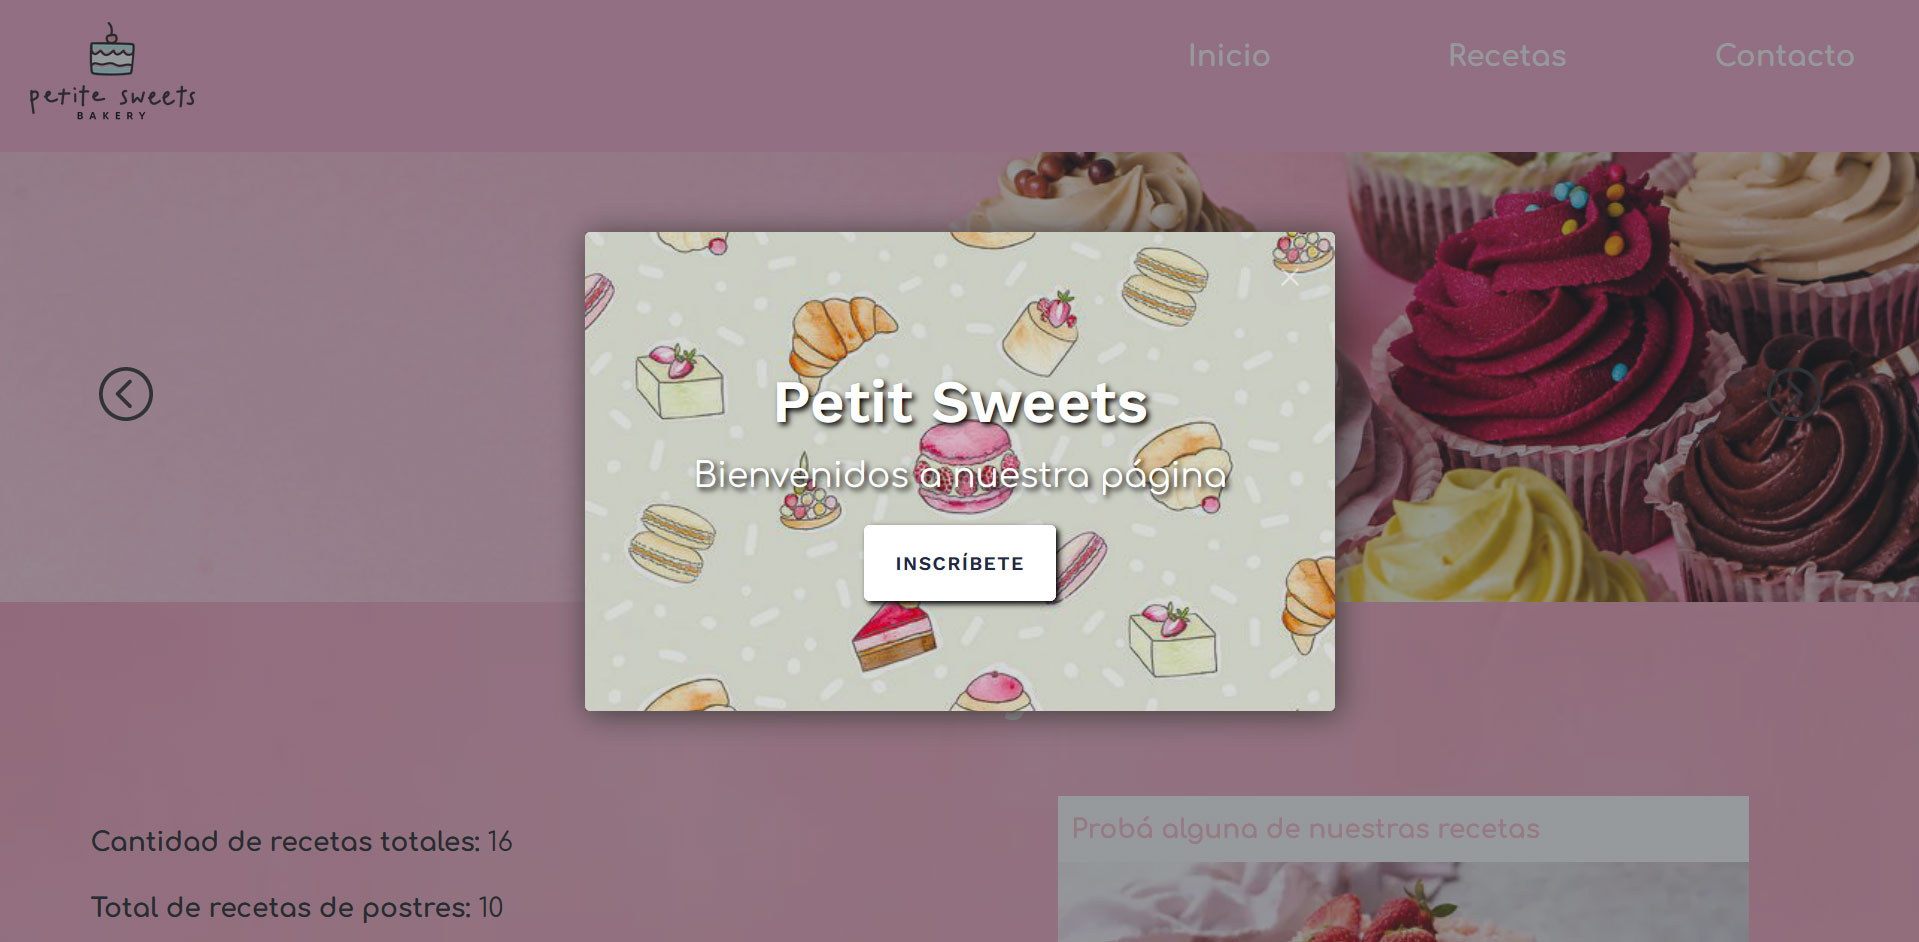 petite sweets
BAKERY
Inicio
Recetas
Contacto
Petit Sweets
Bienvenidos a nuestra página
INSCRÍBETE
Cantidad de recetas totales: 16
Total de recetas de postres: 10
Probá alguna de nuestras recetas